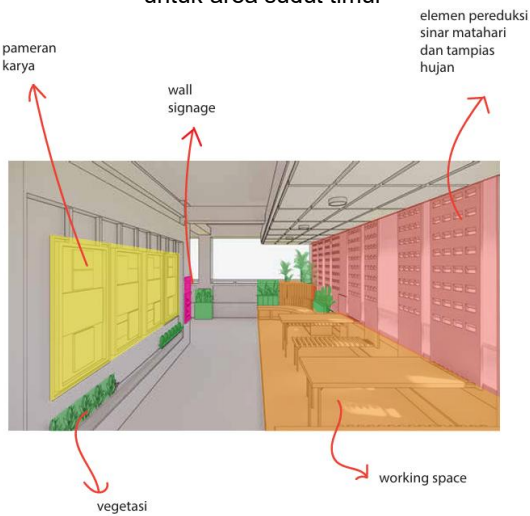 untuk area sudut timur
elemen pereduksi
sinar matahari
dan tampias
hujan
pameran
karya
wall
signage
working space
vegetasi